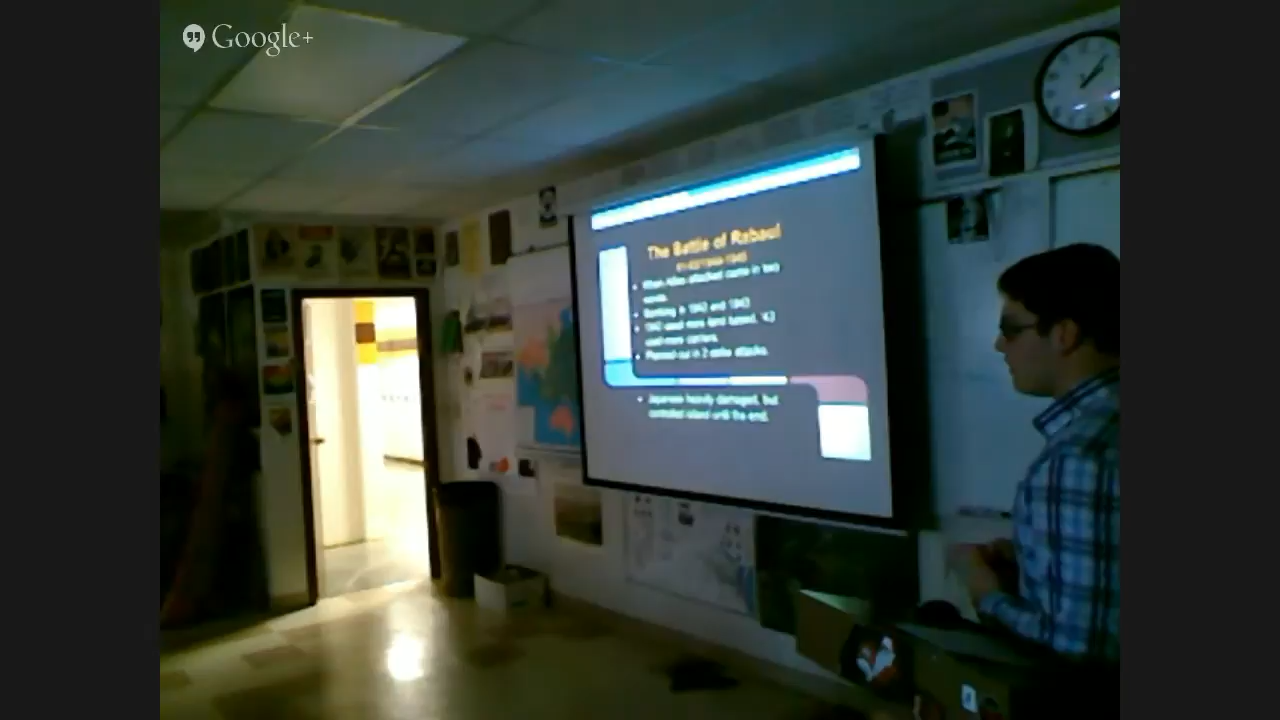 Google+
The Battle of Rabaul
When Allies attacked came in two
waves.
Bombing in 1942 and 1943
1942 used more land based, '43
used more carriers.
Planned out in 2 strike attacks.
Japanese heavily damaged, but
controlled island until the end.